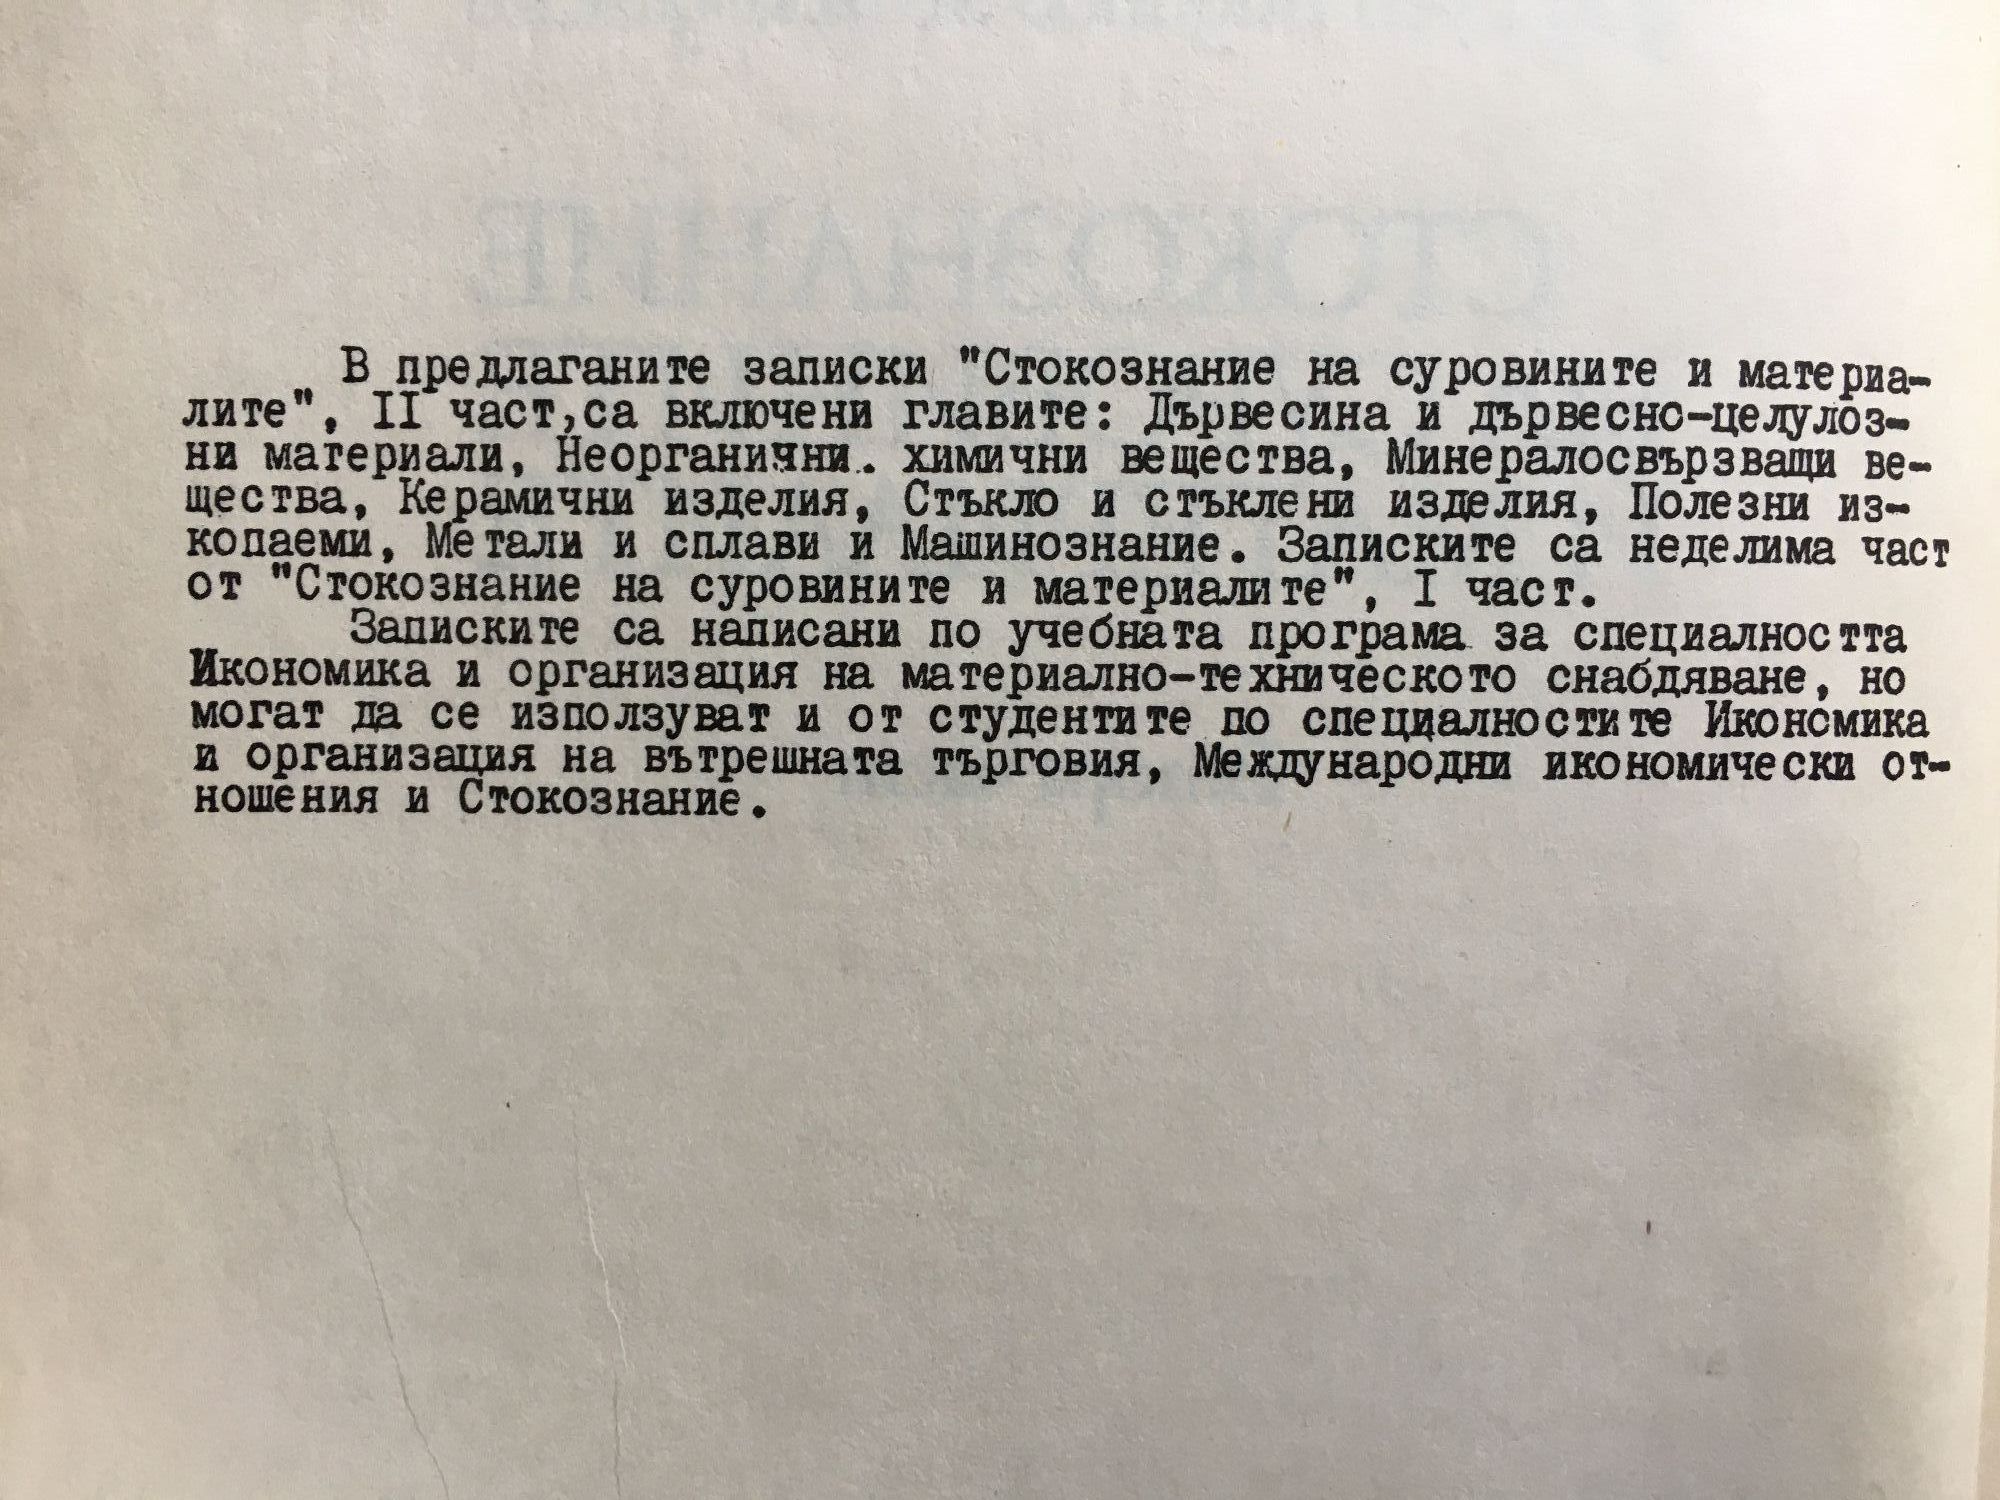 СТОКОЗНАНИЕ
В предлаганите записки "Стокознание на суровините и материа-
лите", II част,са включени главите: Дървесина и дървесно-целулоз-
ни материали, Неорганични. химични вещества, Минералосвързващи ве-
щества, Керамични изделия, Стъкло и стъклени изделия, Полезни из-
копаеми, Метали и сплави и Машинознание. Записките са неделима част
от "Стокознание на суровините и материалите", I част.
Записките са написани по учебната програма за специалността
Икономика и организация на материално-техническото снабдяване, но
могат да се използуват и от студентите по специалностите Икономика
и организация на вътрешната търговия, Международни икономически от-
ношения и Стокознание.